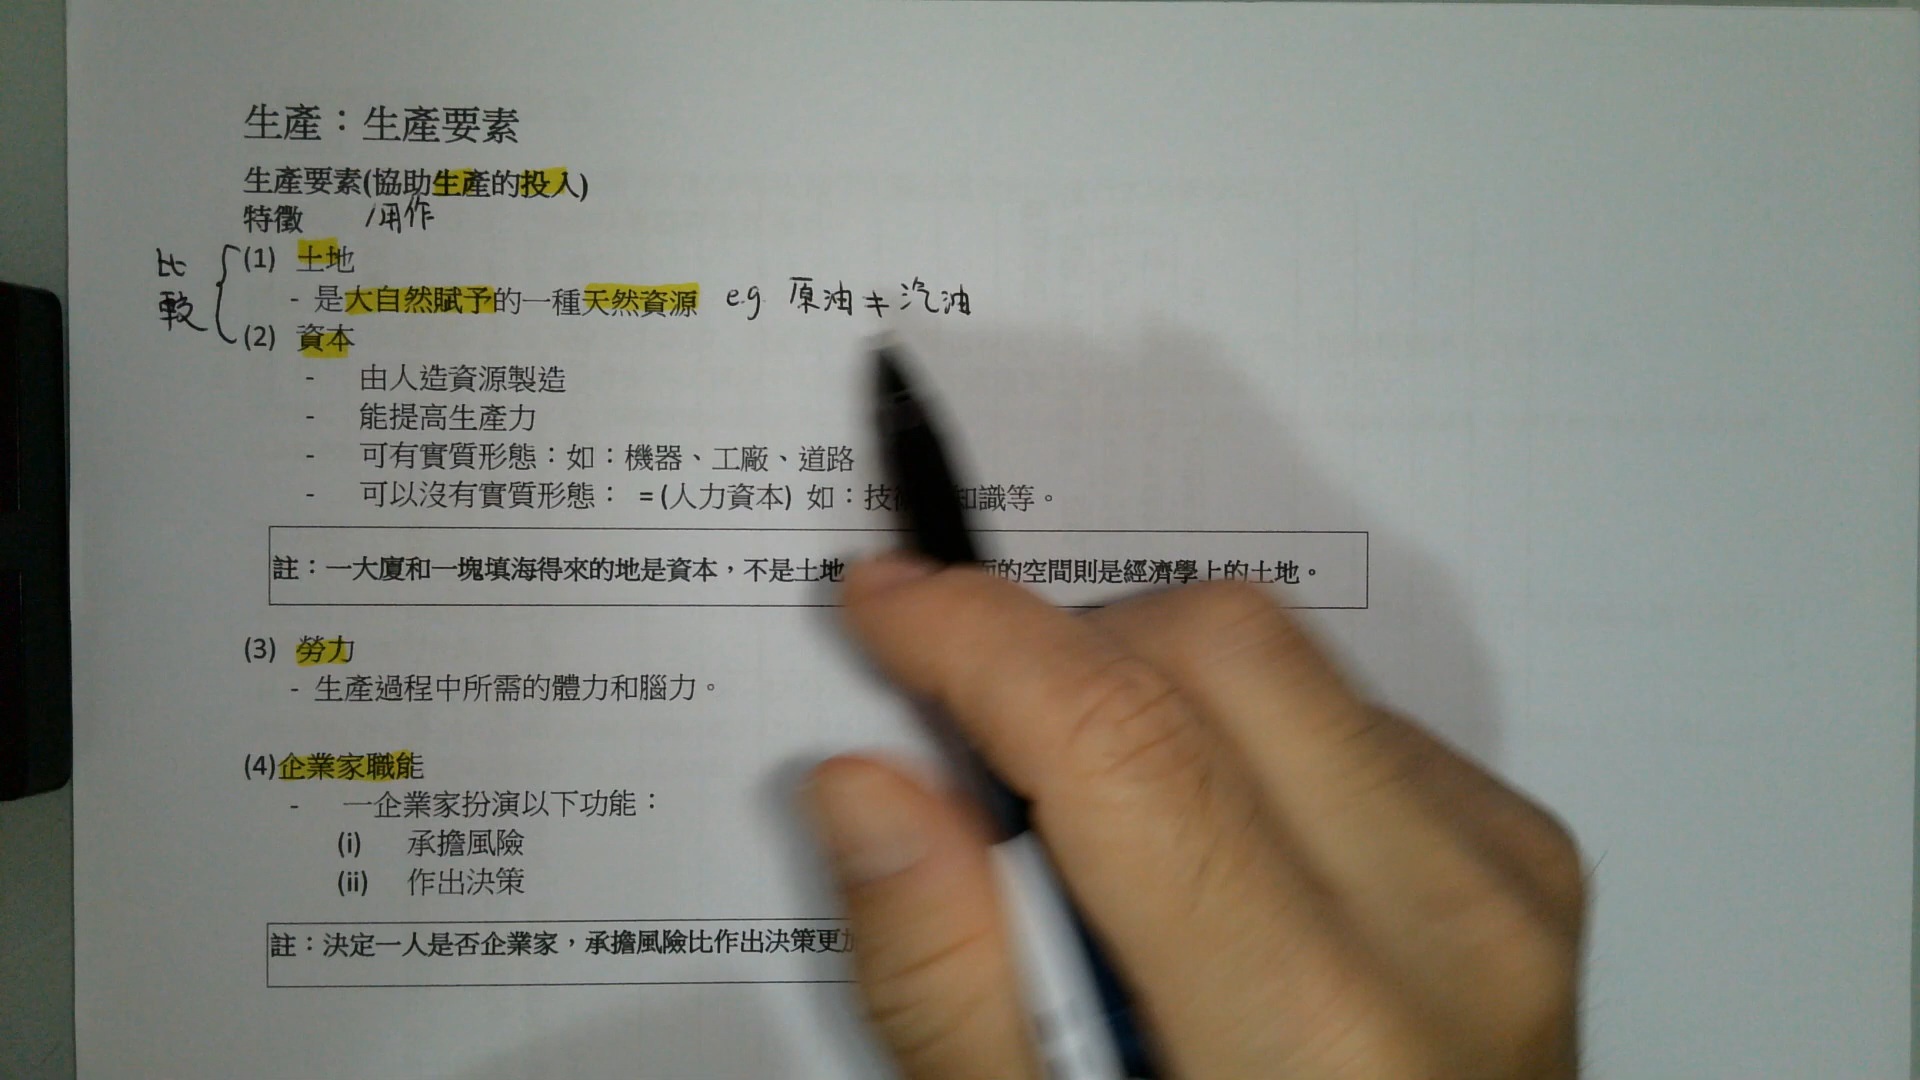 生產：生產要素
生產要素(協助生產的投入)
特徵 /用作
比較
(1) 土地
- 是大自然賦予的一種天然資源 e.g 原油 ≠ 汽油
(2) 資本
- 由人造資源製造
- 能提高生產力
- 可有實質形態：如：機器、工廠、道路
- 可以沒有實質形態： = (人力資本) 如：技 知識等。
註：一大廈和一塊填海得來的地是資本，不是土地 的空間則是經濟學上的土地。
(3) 勞力
- 生產過程中所需的體力和腦力。
(4)企業家職能
- 一企業家扮演以下功能：
(i) 承擔風險
(ii) 作出決策
註：決定一人是否企業家，承擔風險比作出決策更